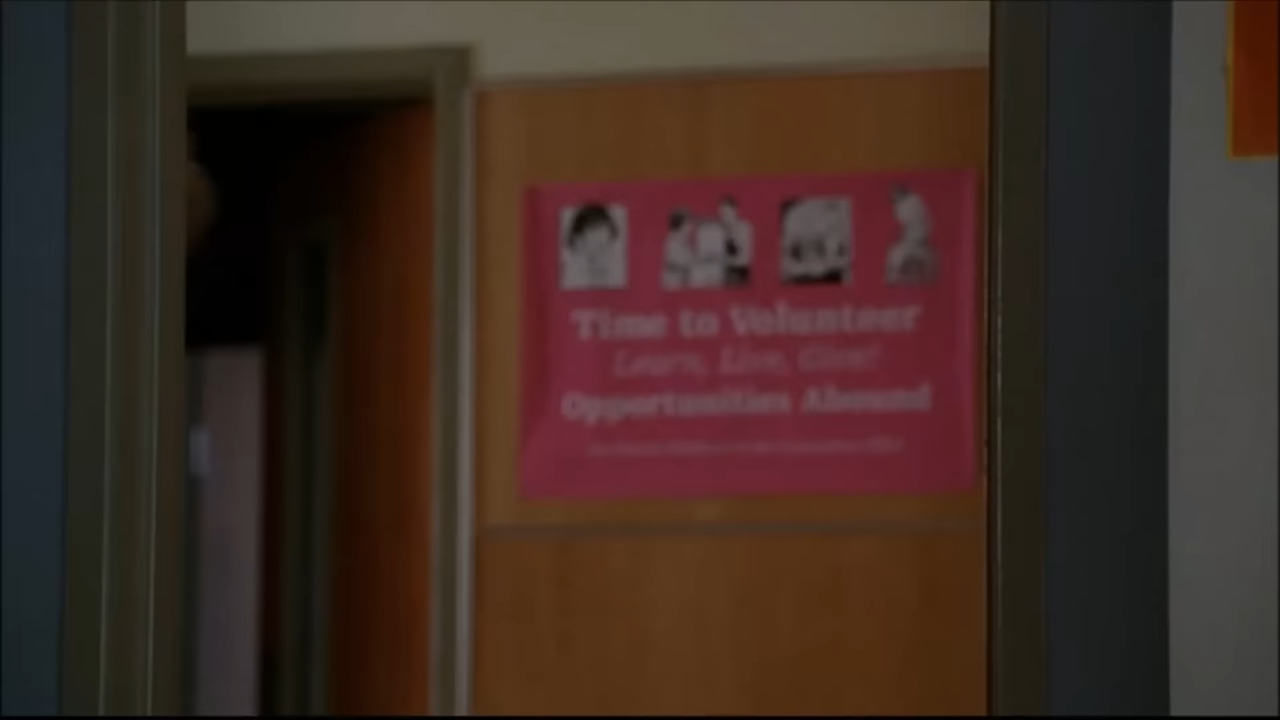 Time to Volunteer
Learn, Live, Give!
Opportunities Abound